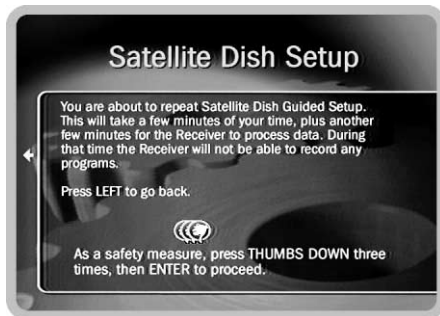 Satellite Dish Setup
You are about to repeat Satellite Dish Guided Setup.
This will take a few minutes of your time, plus another
few minutes for the Receiver to process data. During
that time the Receiver will not be able to record any
programs.
Press LEFT to go back.
As a safety measure, press THUMBS DOWN three
times, then ENTER to proceed.